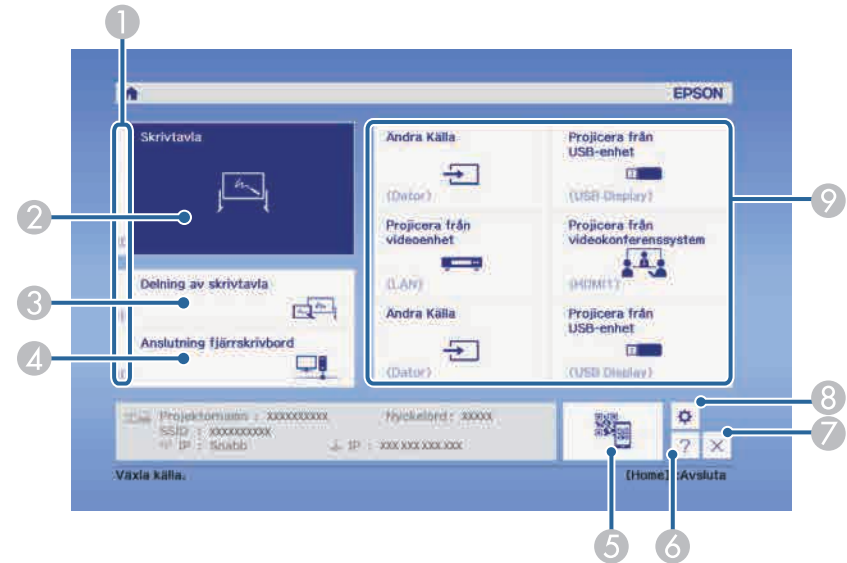 1
EPSON
Skrivtavla
2
Delning av skrivtavla
3
Anslutning fjärrskrivbord
4
Ändra Källa
(Dator)
Projicera från
USB-enhet
(USB Display)
9
Projicera från
videoenhet
(LAN)
Projicera från
videokonferenssystem
(HDMI1)
Ändra Källa
(Dator)
Projicera från
USB-enhet
(USB Display)
Projektornamn : XXXXXXXXXX
Nyckelord : XXXXX
SSID : XXXXXXXXXX
IP : Snabb
IP : XXX.XXX.XXX.XXX
8
?
7
Växla källa.
[Home]:Avsluta
5
6